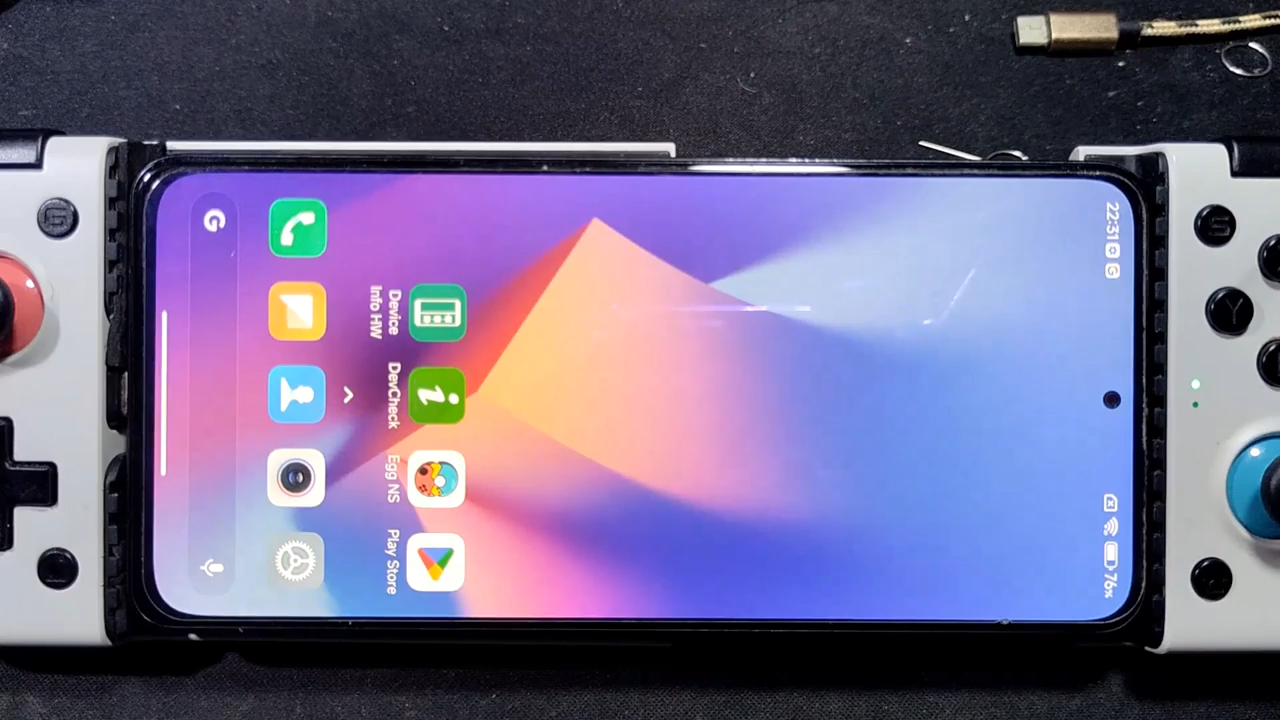 22:31
76%
Device
Info HW
DevCheck
Egg NS
Play Store
G
G
S
Y